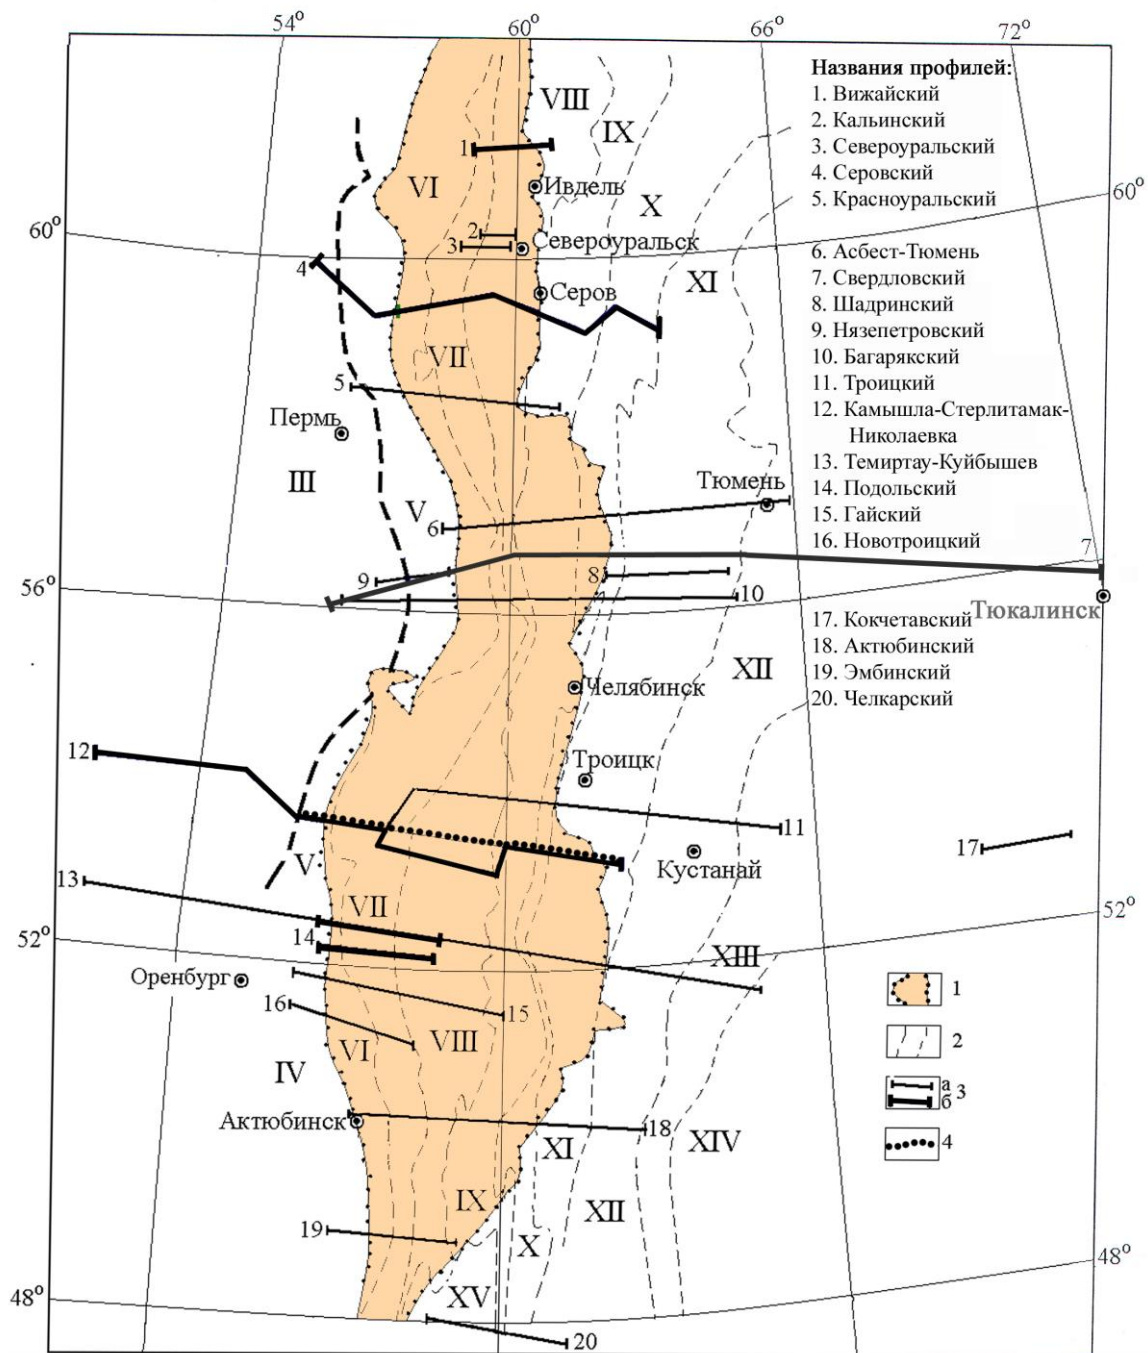 54°
60°
66°
72°
Названия профилей:
1. Вижайский
2. Кальинский
3. Североуральский
4. Серовский
5. Красноуральский
6. Асбест-Тюмень
7. Свердловский
8. Шадринский
9. Нязепетровский
10. Багарякский
11. Троицкий
12. Камышла-Стерлитамак-
Николаевка
13. Темиртау-Куйбышев
14. Подольский
15. Гайский
16. Новотроицкий
17. Кокчетавский
18. Актюбинский
19. Эмбинский
20. Челкарский
VIII
IX
1
VI
Ивдель
X
60°
60°
2
3
Североуральск
4
XI
Серов
VII
5
Пермь
III
Тюмень
V
6
7
9
8
56°
10
Тюкалинск
XII
Челябинск
12
Троицк
11
17
Кустанай
V
13
VII
52°
52°
14
XIII
Оренбург
1
16
15
VIII
2
VI
IV
а
б
3
Актюбинск
18
XIV
4
XI
IX
XII
19
X
48°
48°
XV
20